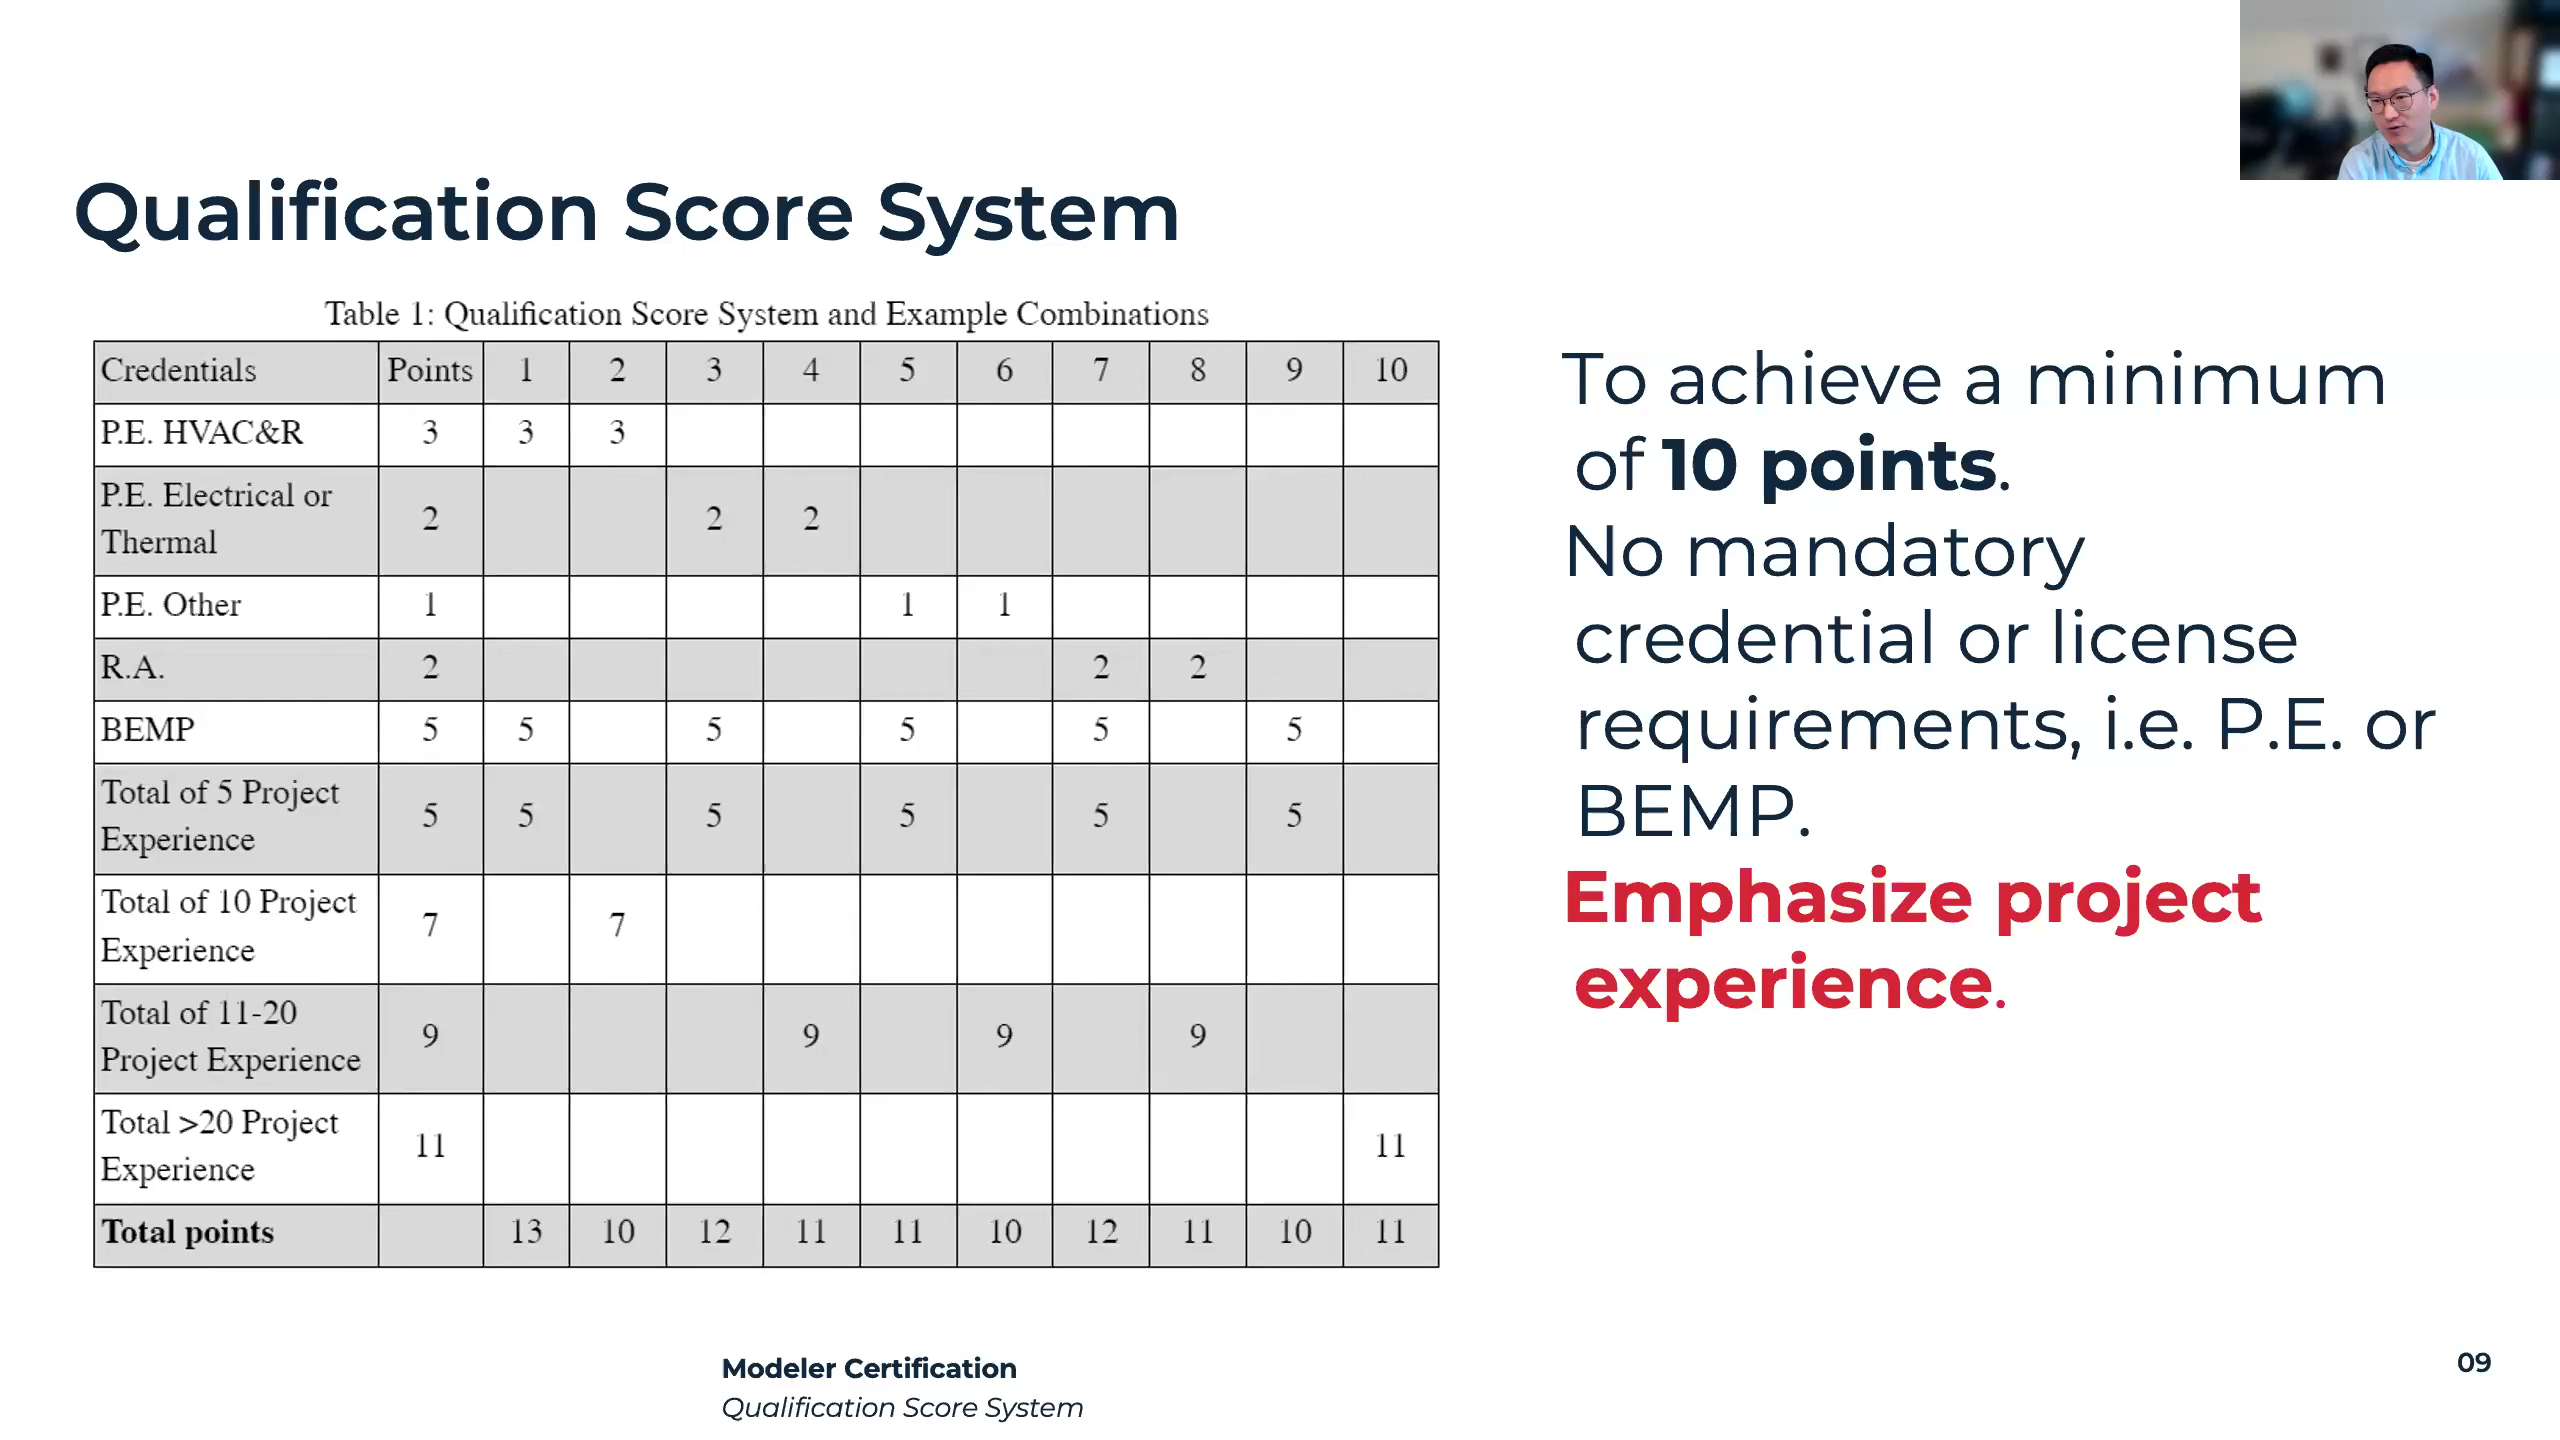 Qualification Score System
Table 1: Qualification Score System and Example Combinations
Credentials Points 1 2 3 4 5 6 7 8 9 10
P.E. HVAC&R 3 3 3
P.E. Electrical or
Thermal 2 2 2
P.E. Other 1 1 1
R.A. 2 2 2
BEMP 5 5 5 5 5 5
Total of 5 Project
Experience 5 5 5 5 5 5
Total of 10 Project
Experience 7 7
Total of 11-20
Project Experience 9 9 9 9
Total >20 Project
Experience 11 11
Total points 13 10 12 11 11 10 12 11 10 11
To achieve a minimum
of 10 points.
No mandatory
credential or license
requirements, i.e. P.E. or
BEMP.
Emphasize project
experience.
Modeler Certification
Qualification Score System
09